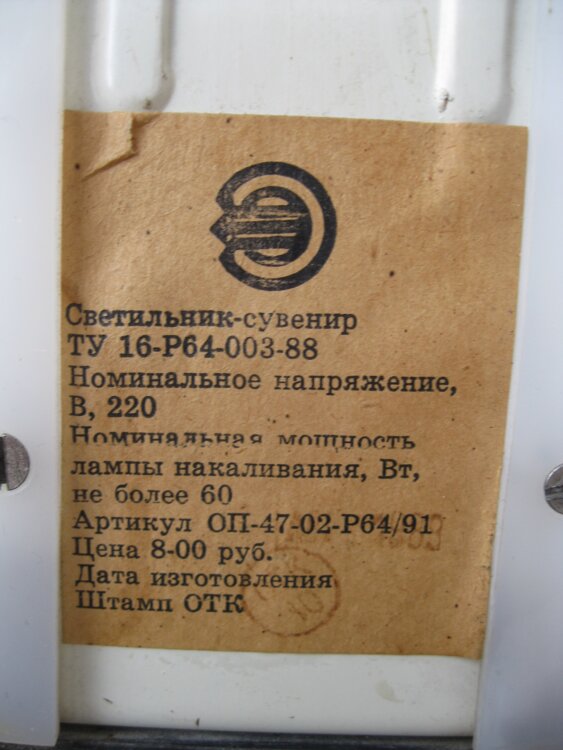 Светильник-сувенир
ТУ 16-Р64-003-88
Номинальное напряжение,
В, 220
Номинальная мощность
лампы накаливания, Вт,
не более 60
Артикул ОП-47-02-Р64/91
Цена 8-00 руб.
Дата изготовления
Штамп ОТК